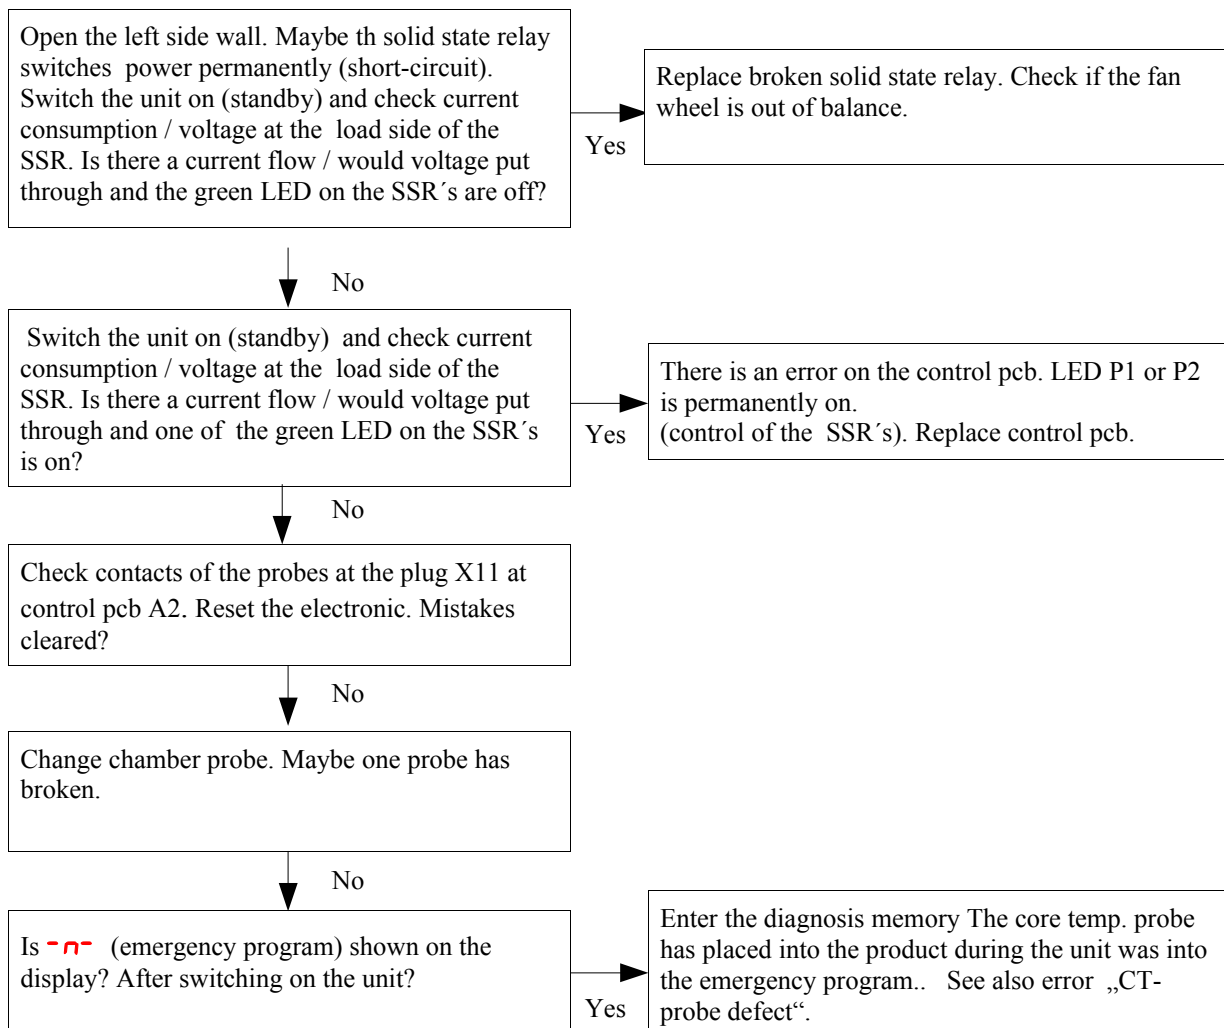 Open the left side wall. Maybe th solid state relay
switches  power permanently (short-circuit).
Switch the unit on (standby) and check current
consumption / voltage at the  load side of the
SSR. Is there a current flow / would voltage put
through and the green LED on the SSR´s are off?
Yes
Replace broken solid state relay. Check if the fan
wheel is out of balance.
No
Switch the unit on (standby)  and check current
consumption / voltage at the  load side of the
SSR. Is there a current flow / would voltage put
through and one of  the green LED on the SSR´s
is on?
Yes
There is an error on the control pcb. LED P1 or P2
is permanently on.
(control of the  SSR´s). Replace control pcb.
No
Check contacts of the probes at the plug X11 at
control pcb A2. Reset the electronic. Mistakes
cleared?
No
Change chamber probe. Maybe one probe has
broken.
No
Is -n- (emergency program) shown on the
display? After switching on the unit?
Yes
Enter the diagnosis memory The core temp. probe
has placed into the product during the unit was into
the emergency program..   See also error  „CT-
probe defect“.